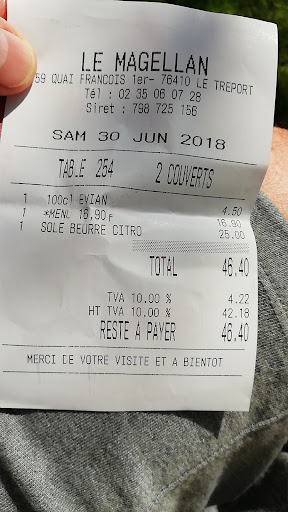 LE MAGELLAN
59 QUAI FRANCOIS 1er- 76410 LE TREPORT
Tél : 02 35 06 07 28
Siret : 798 725 156
SAM 30 JUN 2018
TABLE 254 2 COUVERTS
1 100cl EVIAN 4.50
1 *MENU 16,90F 16.90
1 SOLE BEURRE CITRO 25.00
TOTAL 46.40
TVA 10.00 % 4.22
HT TVA 10.00 % 42.18
RESTE A PAYER 46.40
MERCI DE VOTRE VISITE ET A BIENTOT